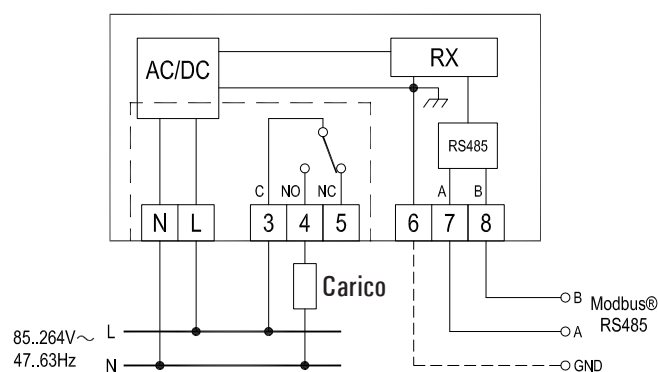 AC/DC
RX
RS485
C NO NC A B
N L 3 4 5 6 7 8
Carico
85..264V~
47..63Hz
L
N
B
A
Modbus®
RS485
GND